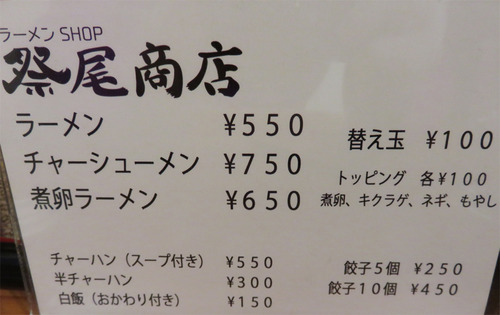 ラーメン SHOP
祭尾商店
ラーメン ¥550
チャーシューメン ¥750
煮卵ラーメン ¥650
替え玉 ¥100
トッピング 各¥100
煮卵、キクラゲ、ネギ、もやし
チャーハン（スープ付き） ¥550
半チャーハン ¥300
白飯（おかわり付き） ¥150
餃子5個 ¥250
餃子10個 ¥450